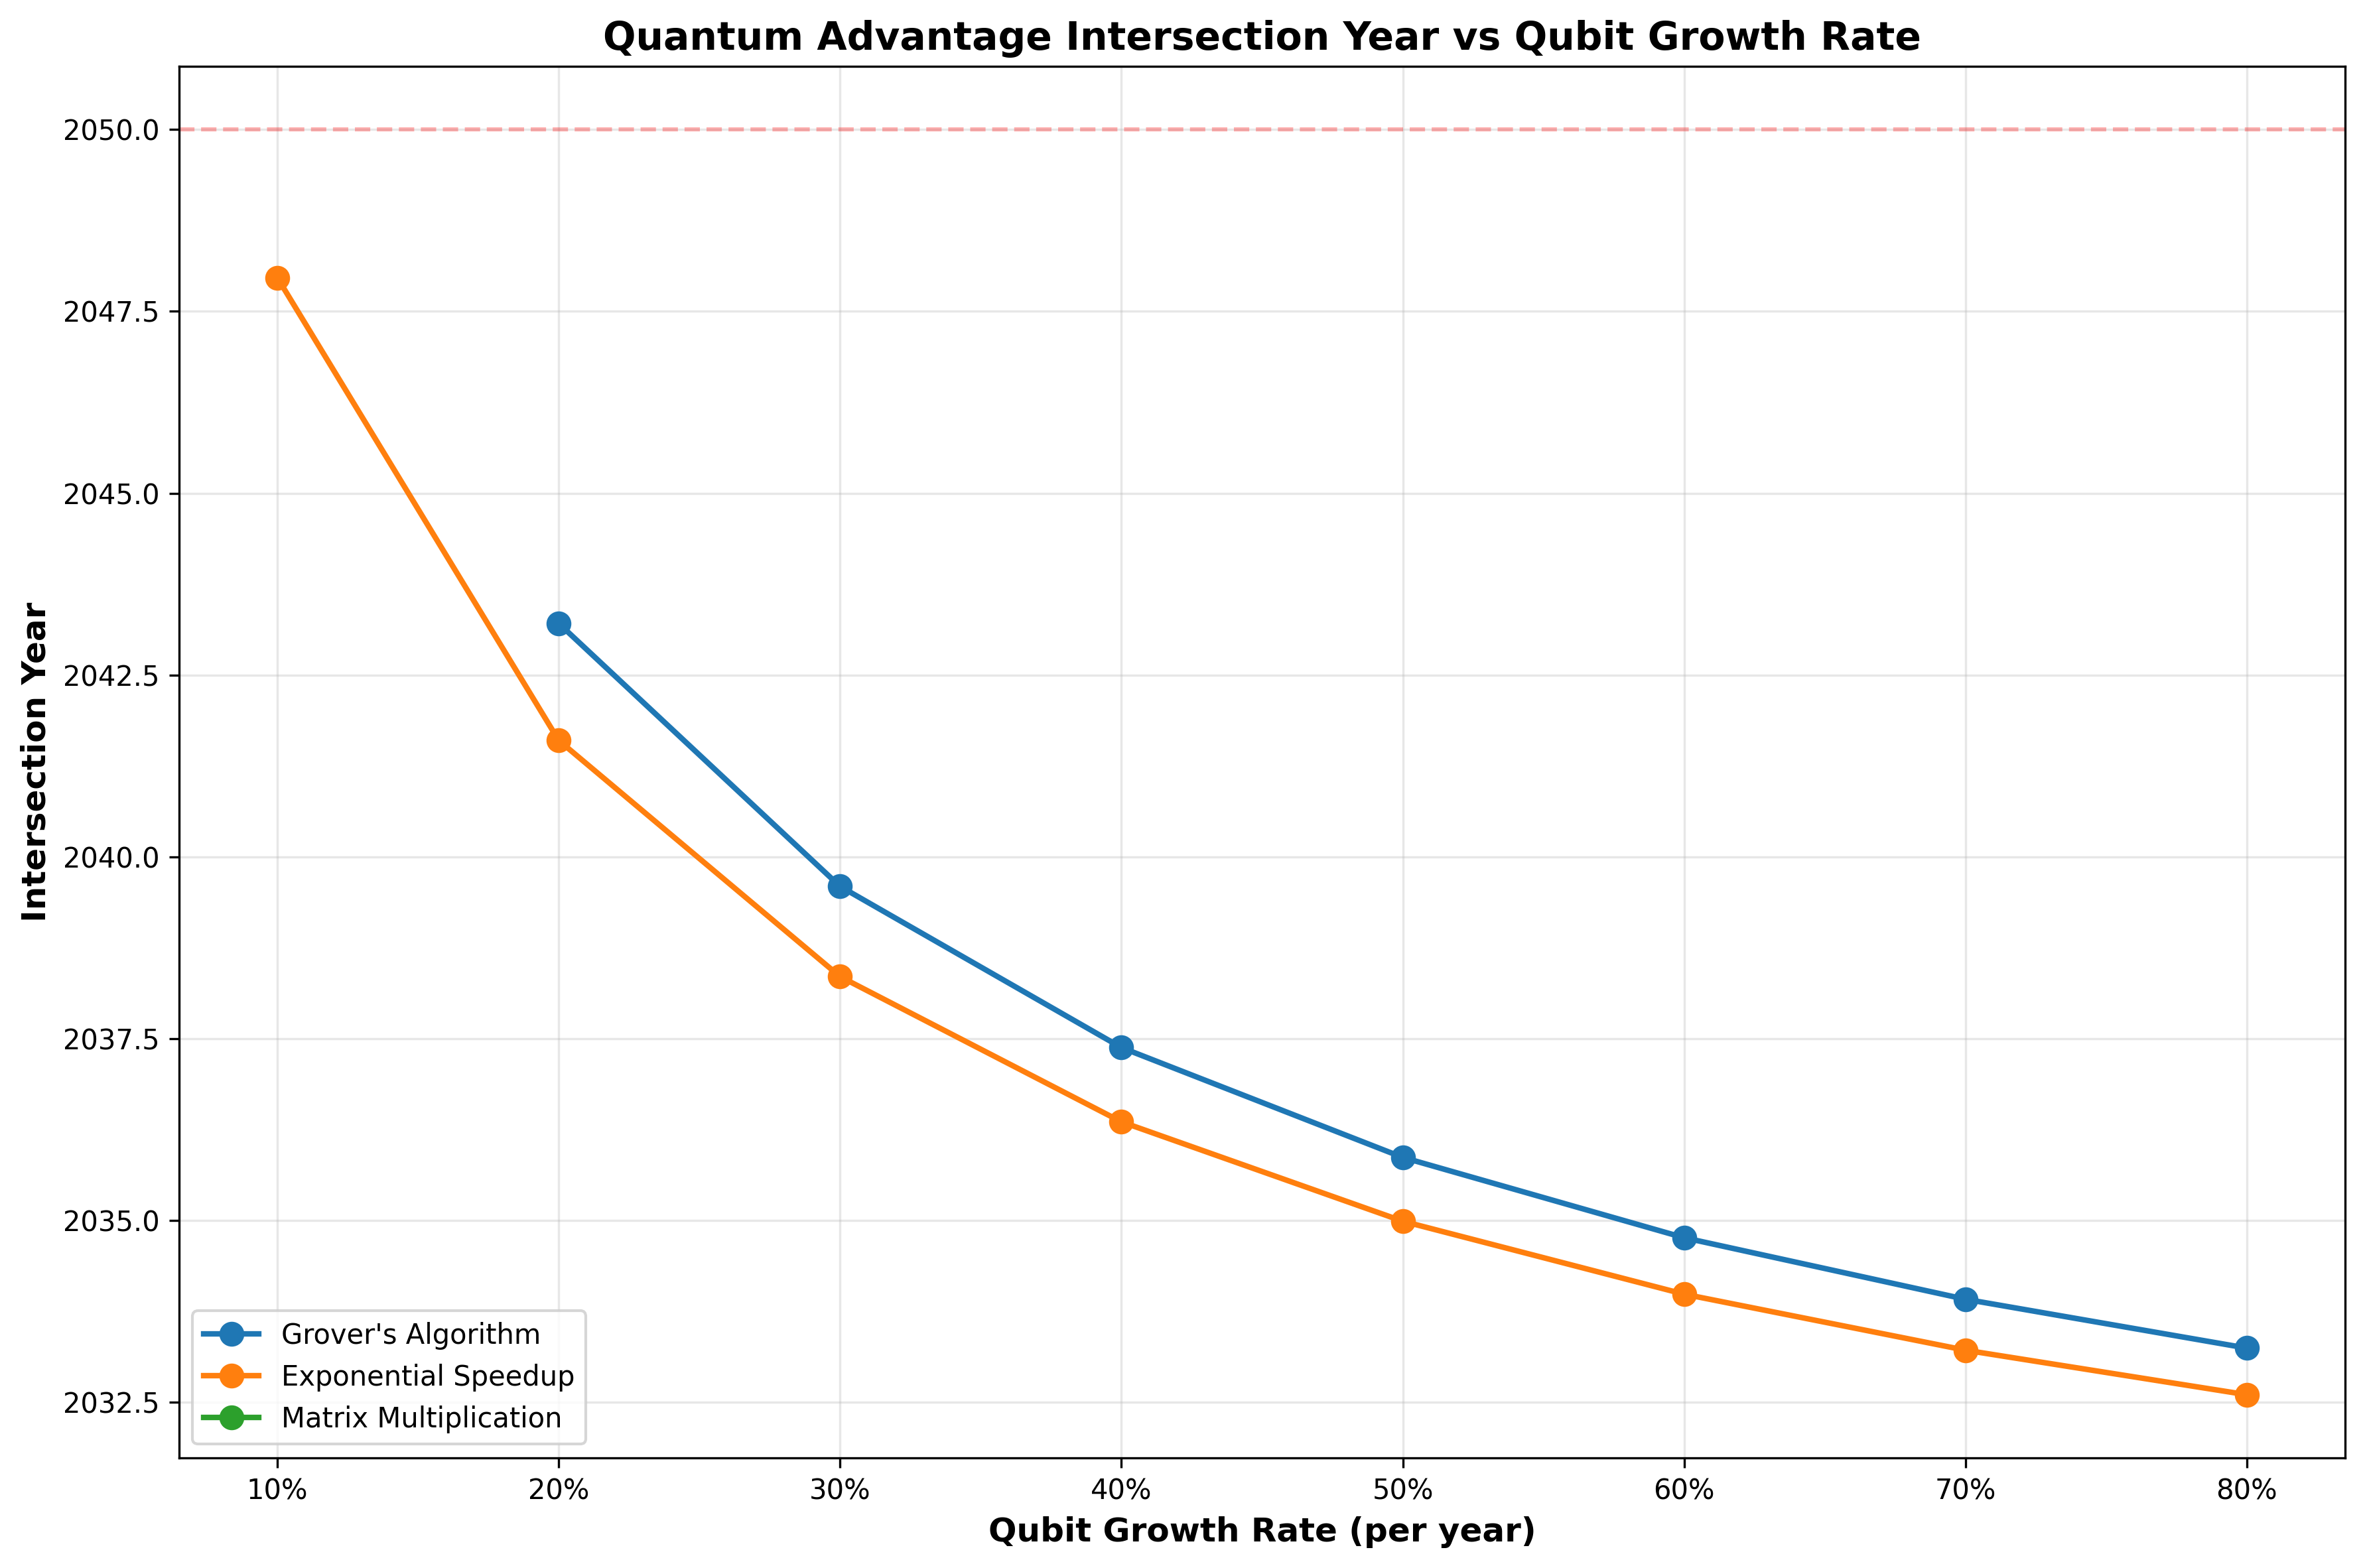 Quantum Advantage Intersection Year vs Qubit Growth Rate
Intersection Year
2050.0
2047.5
2045.0
2042.5
2040.0
2037.5
2035.0
2032.5
Grover's Algorithm
Exponential Speedup
Matrix Multiplication
10% 20% 30% 40% 50% 60% 70% 80%
Qubit Growth Rate (per year)